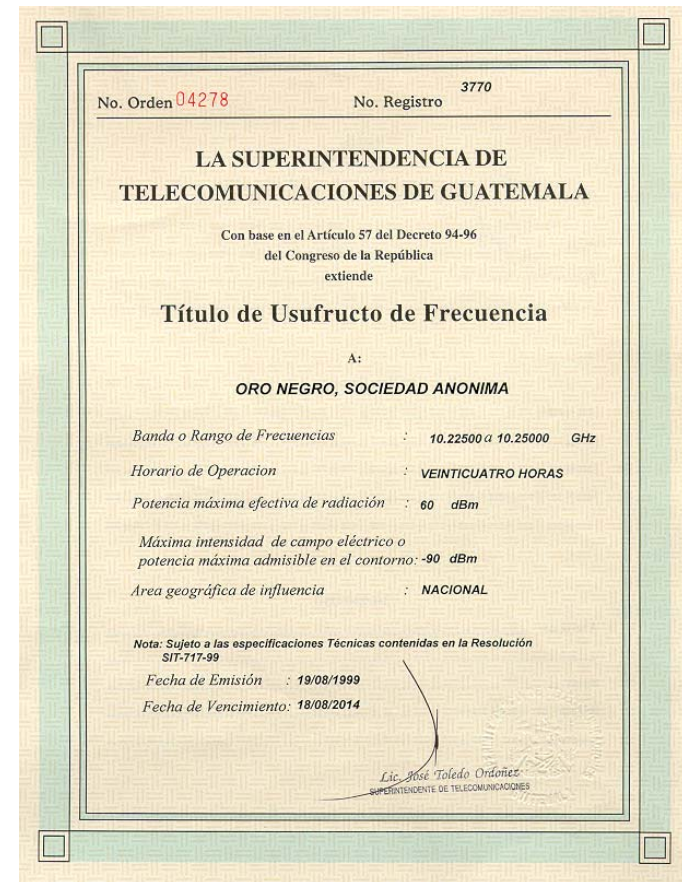 No. Orden 04278 No. Registro 3770
LA SUPERINTENDENCIA DE
TELECOMUNICACIONES DE GUATEMALA
Con base en el Artículo 57 del Decreto 94-96
del Congreso de la República
extiende
Título de Usufructo de Frecuencia
A:
ORO NEGRO, SOCIEDAD ANONIMA
Banda o Rango de Frecuencias : 10.22500 a 10.25000 GHz
Horario de Operacion : VEINTICUATRO HORAS
Potencia máxima efectiva de radiación : 60 dBm
Máxima intensidad de campo eléctrico o
potencia máxima admisible en el contorno: -90 dBm
Area geográfica de influencia : NACIONAL
Nota: Sujeto a las especificaciones Técnicas contenidas en la Resolución
SIT-717-99
Fecha de Emisión : 19/08/1999
Fecha de Vencimiento: 18/08/2014
Lic. José Toledo Ordoñez
SUPERINTENDENTE DE TELECOMUNICACIONES